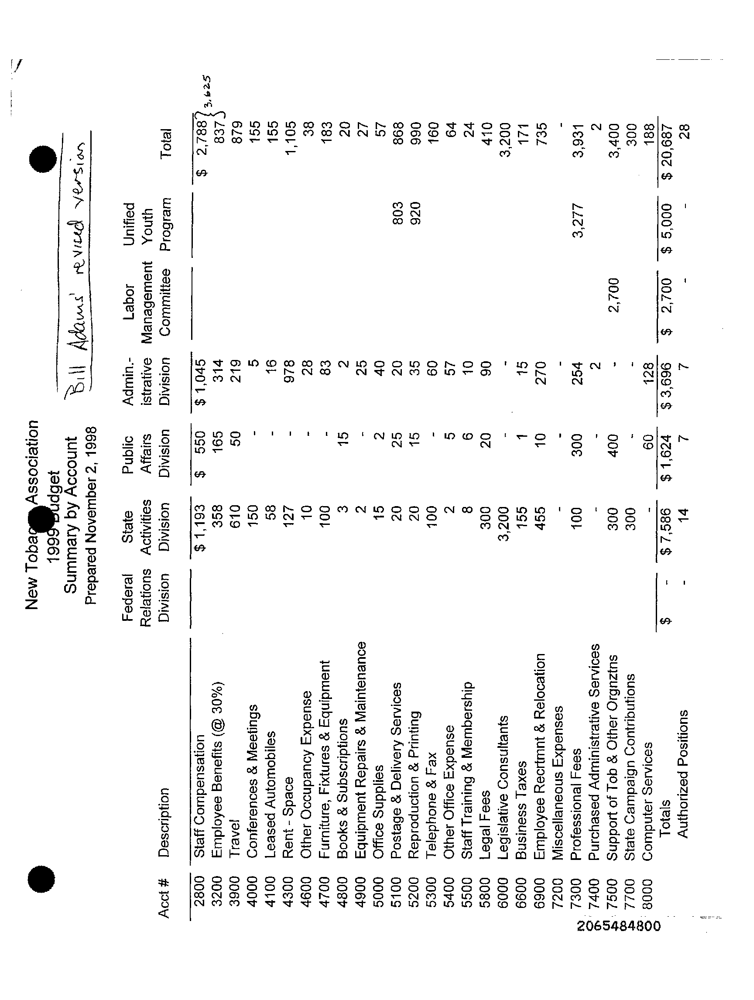 New Tobacco Association
1999 Budget
Summary by Account
Prepared November 2, 1998
Bill Adams' revised version
Federal State Public Admin.- Labor Unified
Relations Activities Affairs istrative Management Youth
Acct # Description Division Division Division Division Committee Program Total
2800 Staff Compensation $ 1,193 $ 550 $ 1,045 $ 2,788 } 3.625
3200 Employee Benefits (@ 30%) 358 165 314 837
3900 Travel 610 50 219 879
4000 Conferences & Meetings 150 - 5 155
4100 Leased Automobiles 58 - 16 155
4300 Rent - Space 127 - 978 1,105
4600 Other Occupancy Expense 10 - 28 38
4700 Furniture, Fixtures & Equipment 100 - 83 183
4800 Books & Subscriptions 3 15 2 20
4900 Equipment Repairs & Maintenance 2 - 25 27
5000 Office Supplies 15 2 40 57
5100 Postage & Delivery Services 20 25 20 803 868
5200 Reproduction & Printing 20 15 35 920 990
5300 Telephone & Fax 100 - 60 160
5400 Other Office Expense 2 5 57 64
5500 Staff Training & Membership 8 6 10 24
5800 Legal Fees 300 20 90 410
6000 Legislative Consultants 3,200 - - 3,200
6600 Business Taxes 155 1 15 171
6900 Employee Recrtmnt & Relocation 455 10 270 735
7200 Miscellaneous Expenses - - - -
7300 Professional Fees 100 300 254 3,277 3,931
7400 Purchased Administrative Services - - 2 2
7500 Support of Tob & Other Orgnztns 300 400 - 2,700 3,400
7700 State Campaign Contributions 300 - - 300
8000 Computer Services 60 128 188
Totals $ - $ 7,586 $ 1,624 $ 3,696 $ 2,700 $ 5,000 $ 20,687
Authorized Positions - 14 7 7 - - 28
2065484800